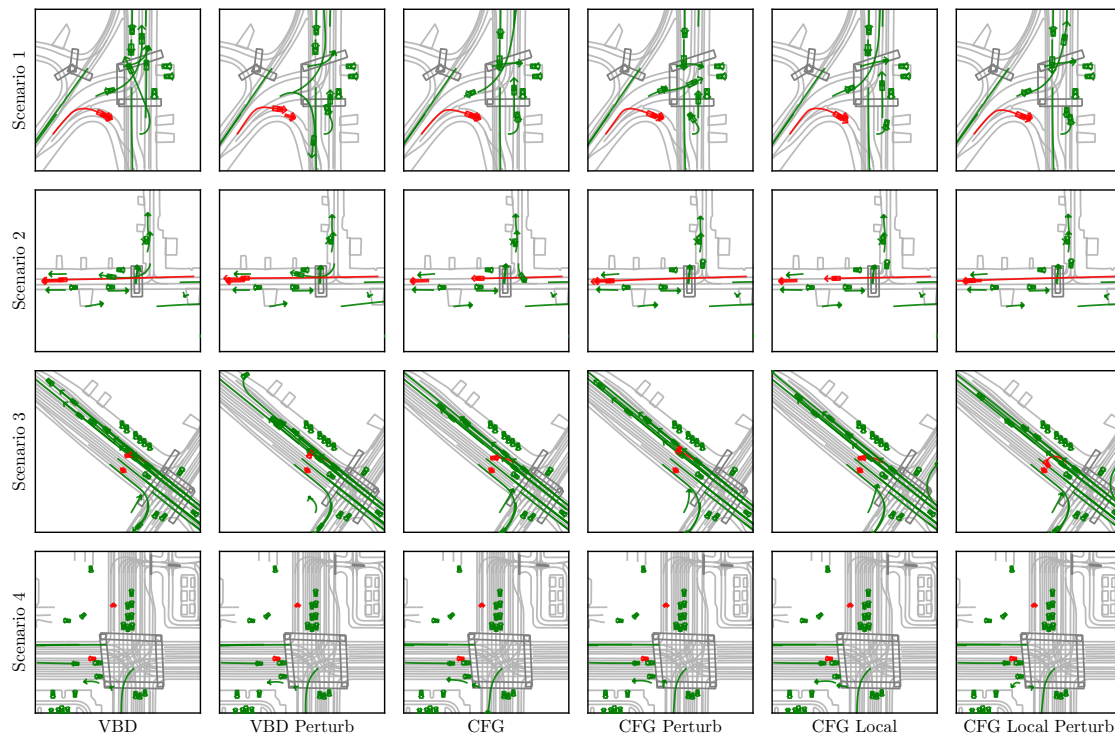 Scenario 1
Scenario 2
Scenario 3
Scenario 4
VBD VBD Perturb CFG CFG Perturb CFG Local CFG Local Perturb